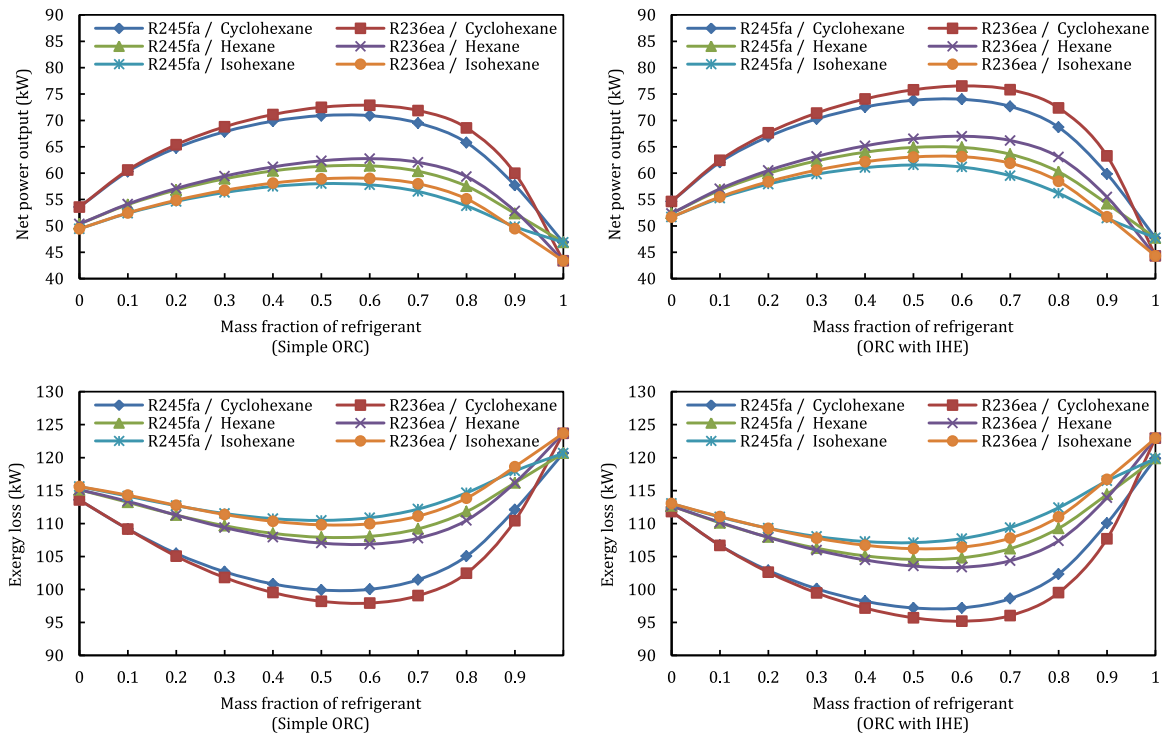 90
85
80
75
70
65
60
55
50
45
40
Net power output (kW)
R245fa / Cyclohexane
R236ea / Cyclohexane
R245fa / Hexane
R236ea / Hexane
R245fa / Isohexane
R236ea / Isohexane
0 0.1 0.2 0.3 0.4 0.5 0.6 0.7 0.8 0.9 1
Mass fraction of refrigerant
(Simple ORC)
90
85
80
75
70
65
60
55
50
45
40
Net power output (kW)
R245fa / Cyclohexane
R236ea / Cyclohexane
R245fa / Hexane
R236ea / Hexane
R245fa / Isohexane
R236ea / Isohexane
0 0.1 0.2 0.3 0.4 0.5 0.6 0.7 0.8 0.9 1
Mass fraction of refrigerant
(ORC with IHE)
130
125
120
115
110
105
100
95
90
Exergy loss (kW)
R245fa / Cyclohexane
R236ea / Cyclohexane
R245fa / Hexane
R236ea / Hexane
R245fa / Isohexane
R236ea / Isohexane
0 0.1 0.2 0.3 0.4 0.5 0.6 0.7 0.8 0.9
Mass fraction of refrigerant
(Simple ORC)
130
125
120
115
110
105
100
95
90
Exergy loss (kW)
R245fa / Cyclohexane
R236ea / Cyclohexane
R245fa / Hexane
R236ea / Hexane
R245fa / Isohexane
R236ea / Isohexane
0 0.1 0.2 0.3 0.4 0.5 0.6 0.7 0.8 0.9 1
Mass fraction of refrigerant
(ORC with IHE)